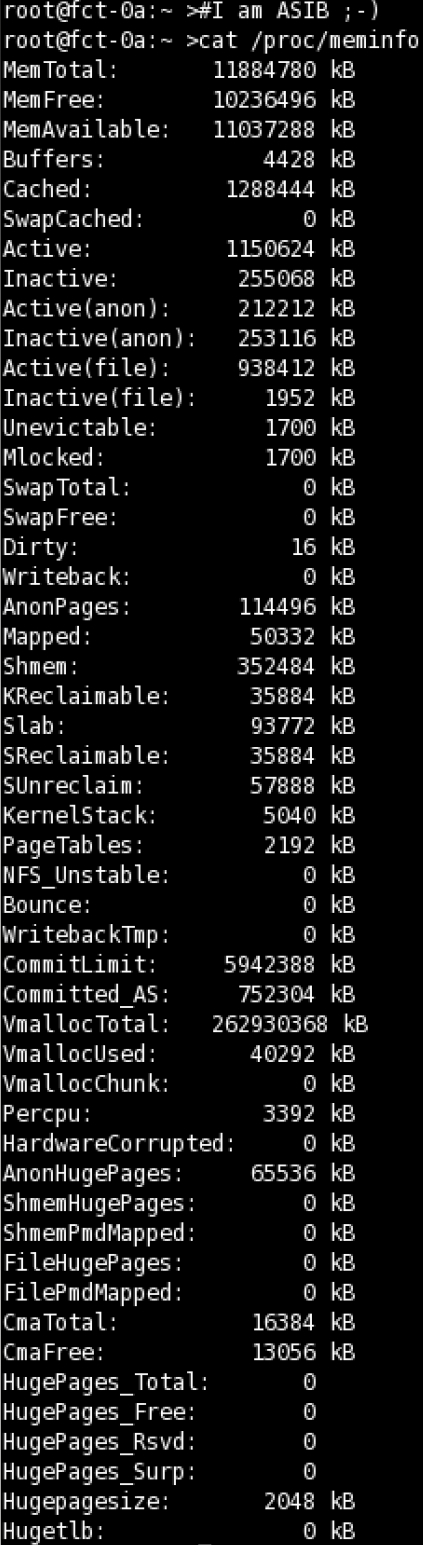 root@fct-0a:~ >#I am ASIB ;-)
root@fct-0a:~ >cat /proc/meminfo
MemTotal:       11884780 kB
MemFree:        10236496 kB
MemAvailable:   11037288 kB
Buffers:            4428 kB
Cached:          1288444 kB
SwapCached:            0 kB
Active:          1150624 kB
Inactive:         255068 kB
Active(anon):     212212 kB
Inactive(anon):   253116 kB
Active(file):     938412 kB
Inactive(file):     1952 kB
Unevictable:        1700 kB
Mlocked:            1700 kB
SwapTotal:             0 kB
SwapFree:              0 kB
Dirty:                16 kB
Writeback:             0 kB
AnonPages:        114496 kB
Mapped:            50332 kB
Shmem:            352484 kB
KReclaimable:      35884 kB
Slab:              93772 kB
SReclaimable:      35884 kB
SUnreclaim:        57888 kB
KernelStack:        5040 kB
PageTables:         2192 kB
NFS_Unstable:          0 kB
Bounce:                0 kB
WritebackTmp:          0 kB
CommitLimit:     5942388 kB
Committed_AS:     752304 kB
VmallocTotal:   262930368 kB
VmallocUsed:       40292 kB
VmallocChunk:          0 kB
Percpu:             3392 kB
HardwareCorrupted:     0 kB
AnonHugePages:     65536 kB
ShmemHugePages:        0 kB
ShmemPmdMapped:        0 kB
FileHugePages:         0 kB
FilePmdMapped:         0 kB
CmaTotal:          16384 kB
CmaFree:           13056 kB
HugePages_Total:       0
HugePages_Free:        0
HugePages_Rsvd:        0
HugePages_Surp:        0
Hugepagesize:       2048 kB
Hugetlb:               0 kB